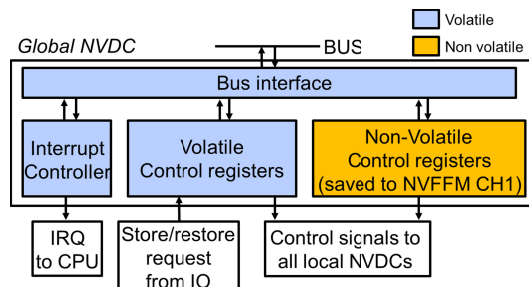 Volatile
Global NVDC
BUS
Non volatile
Bus interface
Interrupt
Controller
Volatile
Control registers
Non-Volatile
Control registers
(saved to NVFFM CH1)
IRQ
to CPU
Store/restore
request
from IO
Control signals to
all local NVDCs